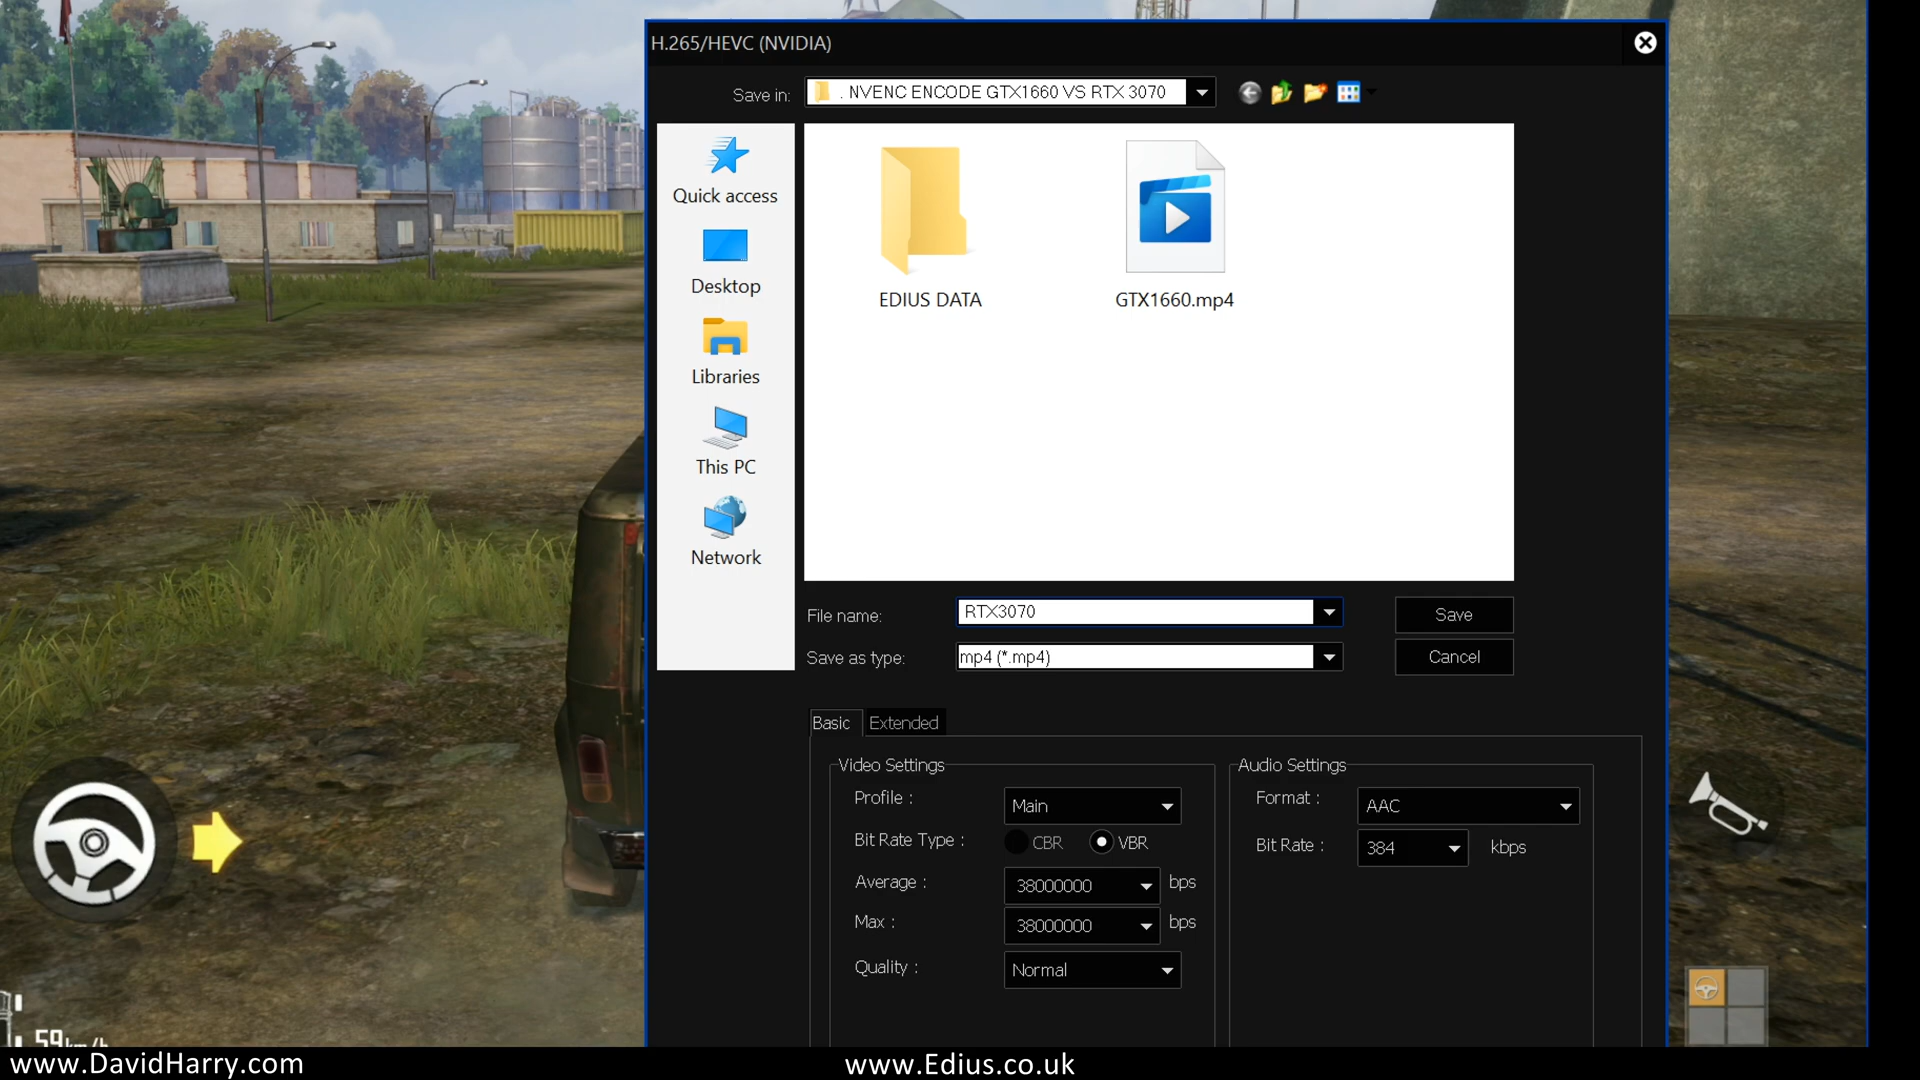 H.265/HEVC (NVIDIA)
Save in:
. NVENC ENCODE GTX1660 VS RTX 3070
Quick access
Desktop
Libraries
This PC
Network
EDIUS DATA
GTX1660.mp4
File name:
RTX3070
Save
Save as type:
mp4 (*.mp4)
Cancel
Basic
Extended
Video Settings
Profile :
Main
Bit Rate Type :
CBR
VBR
Average :
38000000
bps
Max :
38000000
bps
Quality :
Normal
Audio Settings
Format :
AAC
Bit Rate :
384
kbps
59 km/h
www.DavidHarry.com
www.Edius.co.uk